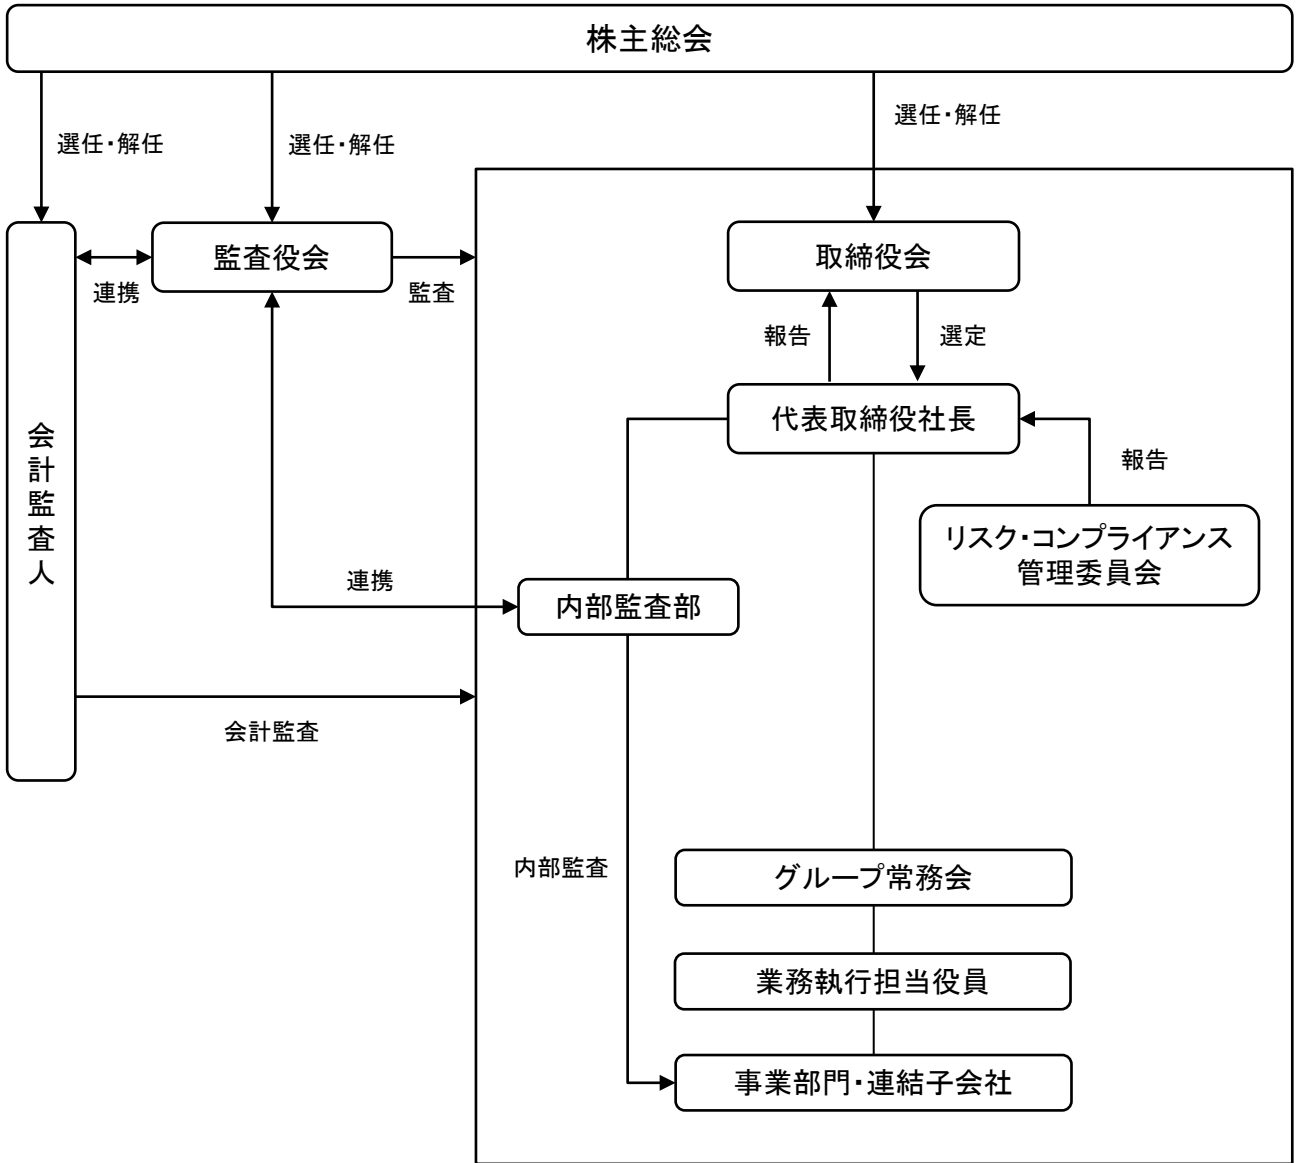 株主総会
選任・解任
選任・解任
選任・解任
監査役会
取締役会
連携
監査
報告
選定
代表取締役社長
会計監査人
報告
リスク・コンプライアンス
管理委員会
連携
内部監査部
会計監査
内部監査
グループ常務会
業務執行担当役員
事業部門・連結子会社